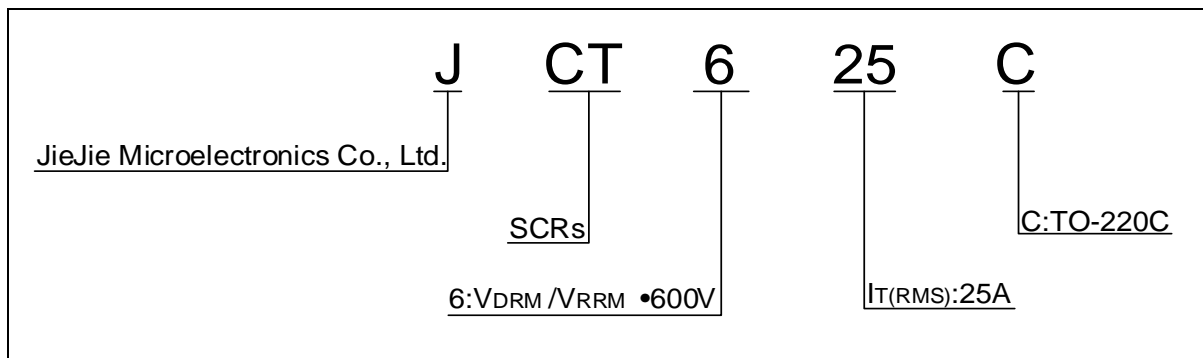 J CT 6 25 C
JieJie Microelectronics Co., Ltd.
SCRs
C:TO-220C
6:VDRM /VRRM •600V
IT(RMS):25A